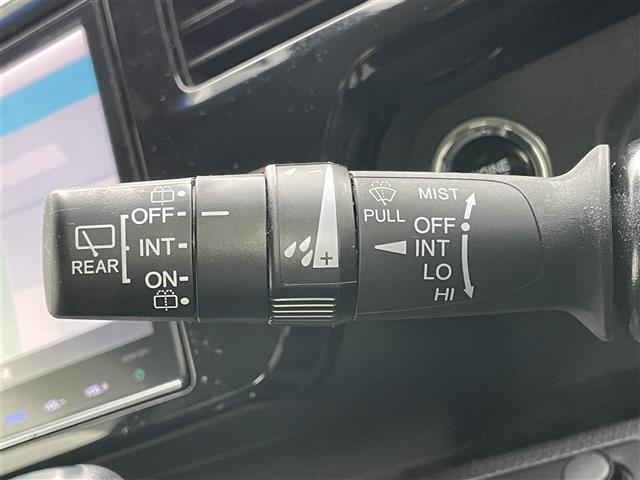 OFF
INT
REAR
ON
- 
+
PULL
MIST
OFF
INT
LO
HI